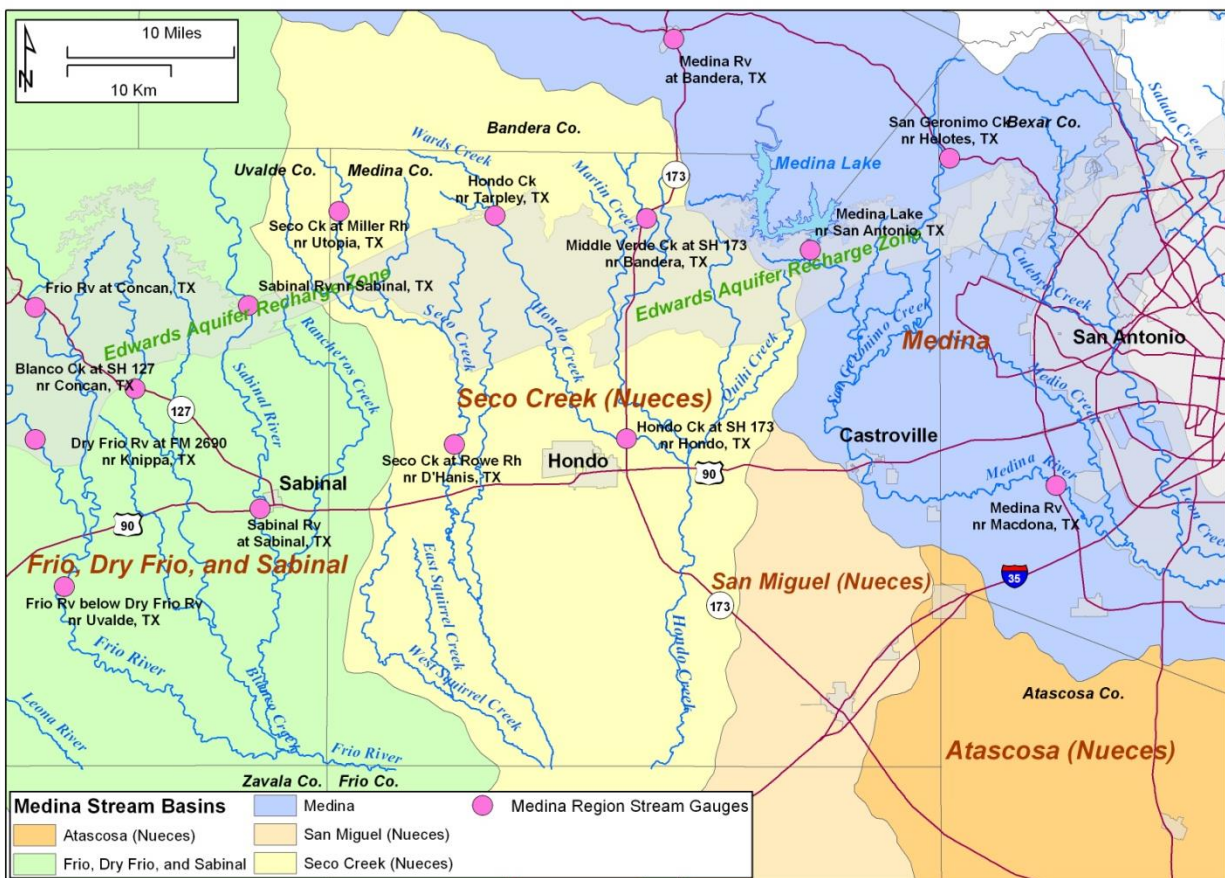 10 Miles
10 Km
N
Medina Rv
at Bandera, TX
San Geronimo Ck
nr Helotes, TX
Bexar Co.
Salado Creek
Bandera Co.
Wards Creek
Martin Creek
173
Medina Lake
Uvalde Co.
Medina Co.
Hondo Ck
nr Tarpley, TX
Seco Ck at Miller Rh
nr Utopia, TX
Middle Verde Ck at SH 173
nr Bandera, TX
Medina Lake
nr San Antonio, TX
Edwards Aquifer Recharge Zone
Culebra Creek
Frio Rv at Concan, TX
Sabinal Rv nr Sabinal, TX
Edwards Aquifer Recharge Zone
Rancheros Creek
Seco Creek
Hondo Creek
Quihi Creek
San Geronimo Creek
Medina
San Antonio
Blanco Ck at SH 127
nr Concan, TX
127
Sabinal River
Seco Creek (Nueces)
Medio Creek
Dry Frio Rv at FM 2690
nr Knippa, TX
Seco Ck at Rowe Rh
nr D'Hanis, TX
Hondo Ck at SH 173
nr Hondo, TX
Castroville
Sabinal
Hondo
90
Medina River
Leon Creek
Medina Rv
nr Macdona, TX
90
Sabinal Rv
at Sabinal, TX
Frio, Dry Frio, and Sabinal
East Squirrel Creek
San Miguel (Nueces)
35
Frio Rv below Dry Frio Rv
nr Uvalde, TX
173
Frio River
West Squirrel Creek
Hondo Creek
Leona River
Frio River
Atascosa Co.
Atascosa (Nueces)
Zavala Co.
Frio Co.
Medina Stream Basins
Atascosa (Nueces)
Frio, Dry Frio, and Sabinal
Medina
San Miguel (Nueces)
Seco Creek (Nueces)
Medina Region Stream Gauges